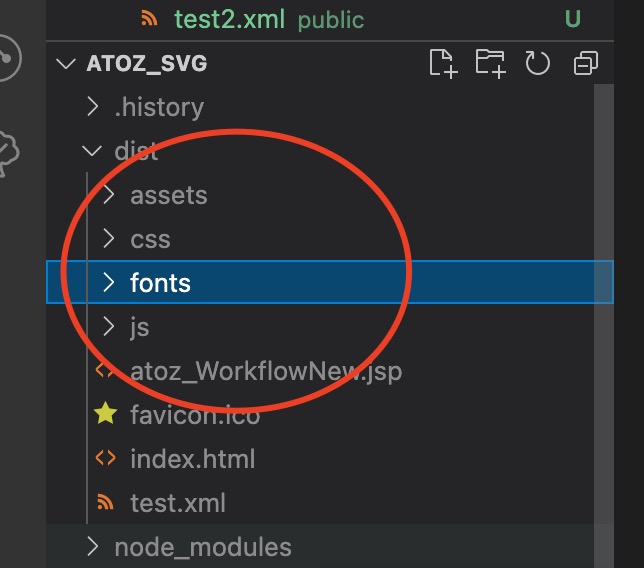 test2.xml public U
ATOZ_SVG
.history
dist
assets
css
fonts
js
atoz_WorkflowNew.jsp
favicon.ico
index.html
test.xml
node_modules